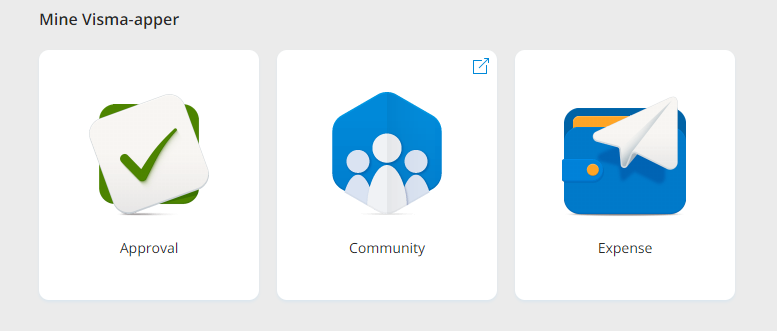 Mine Visma-apper
Approval
Community
Expense